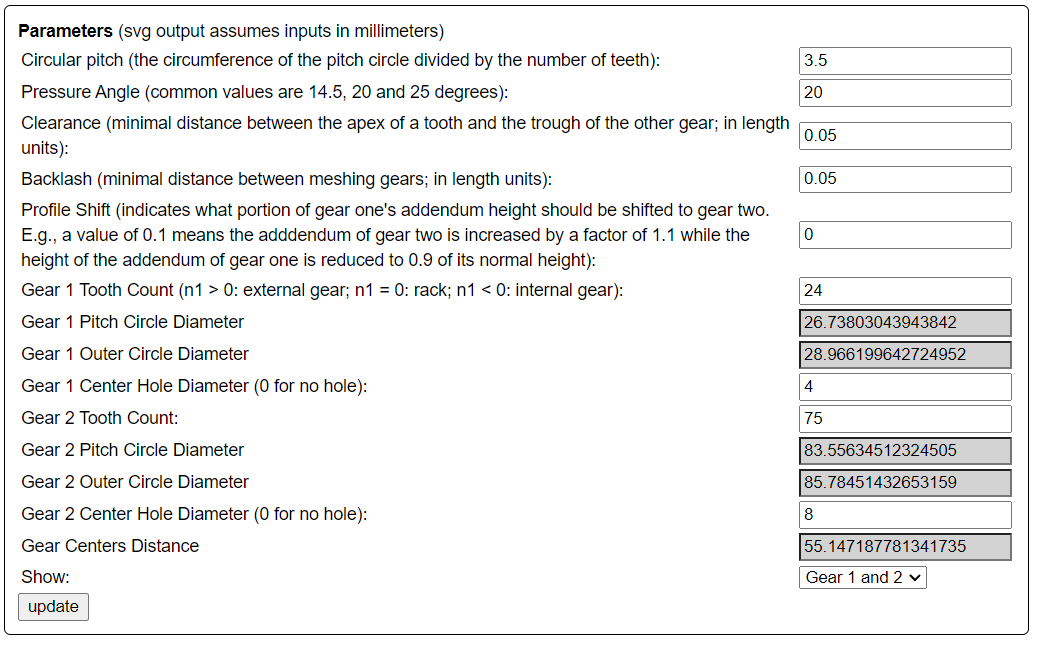 Parameters (svg output assumes inputs in millimeters)
Circular pitch (the circumference of the pitch circle divided by the number of teeth): 3.5
Pressure Angle (common values are 14.5, 20 and 25 degrees): 20
Clearance (minimal distance between the apex of a tooth and the trough of the other gear; in length
units): 0.05
Backlash (minimal distance between meshing gears; in length units): 0.05
Profile Shift (indicates what portion of gear one's addendum height should be shifted to gear two.
E.g., a value of 0.1 means the adddendum of gear two is increased by a factor of 1.1 while the 0
height of the addendum of gear one is reduced to 0.9 of its normal height):
Gear 1 Tooth Count (n1 > 0: external gear; n1 = 0: rack; n1 < 0: internal gear): 24
Gear 1 Pitch Circle Diameter 26.73803043943842
Gear 1 Outer Circle Diameter 28.966199642724952
Gear 1 Center Hole Diameter (0 for no hole): 4
Gear 2 Tooth Count: 75
Gear 2 Pitch Circle Diameter 83.55634512324505
Gear 2 Outer Circle Diameter 85.78451432653159
Gear 2 Center Hole Diameter (0 for no hole): 8
Gear Centers Distance 55.147187781341735
Show: Gear 1 and 2
update